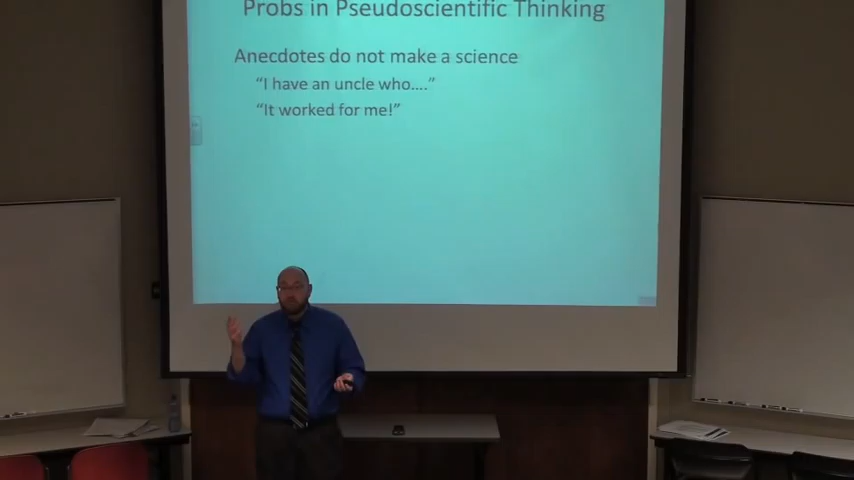 Probs in Pseudoscientific Thinking
Anecdotes do not make a science
“I have an uncle who....”
“It worked for me!”